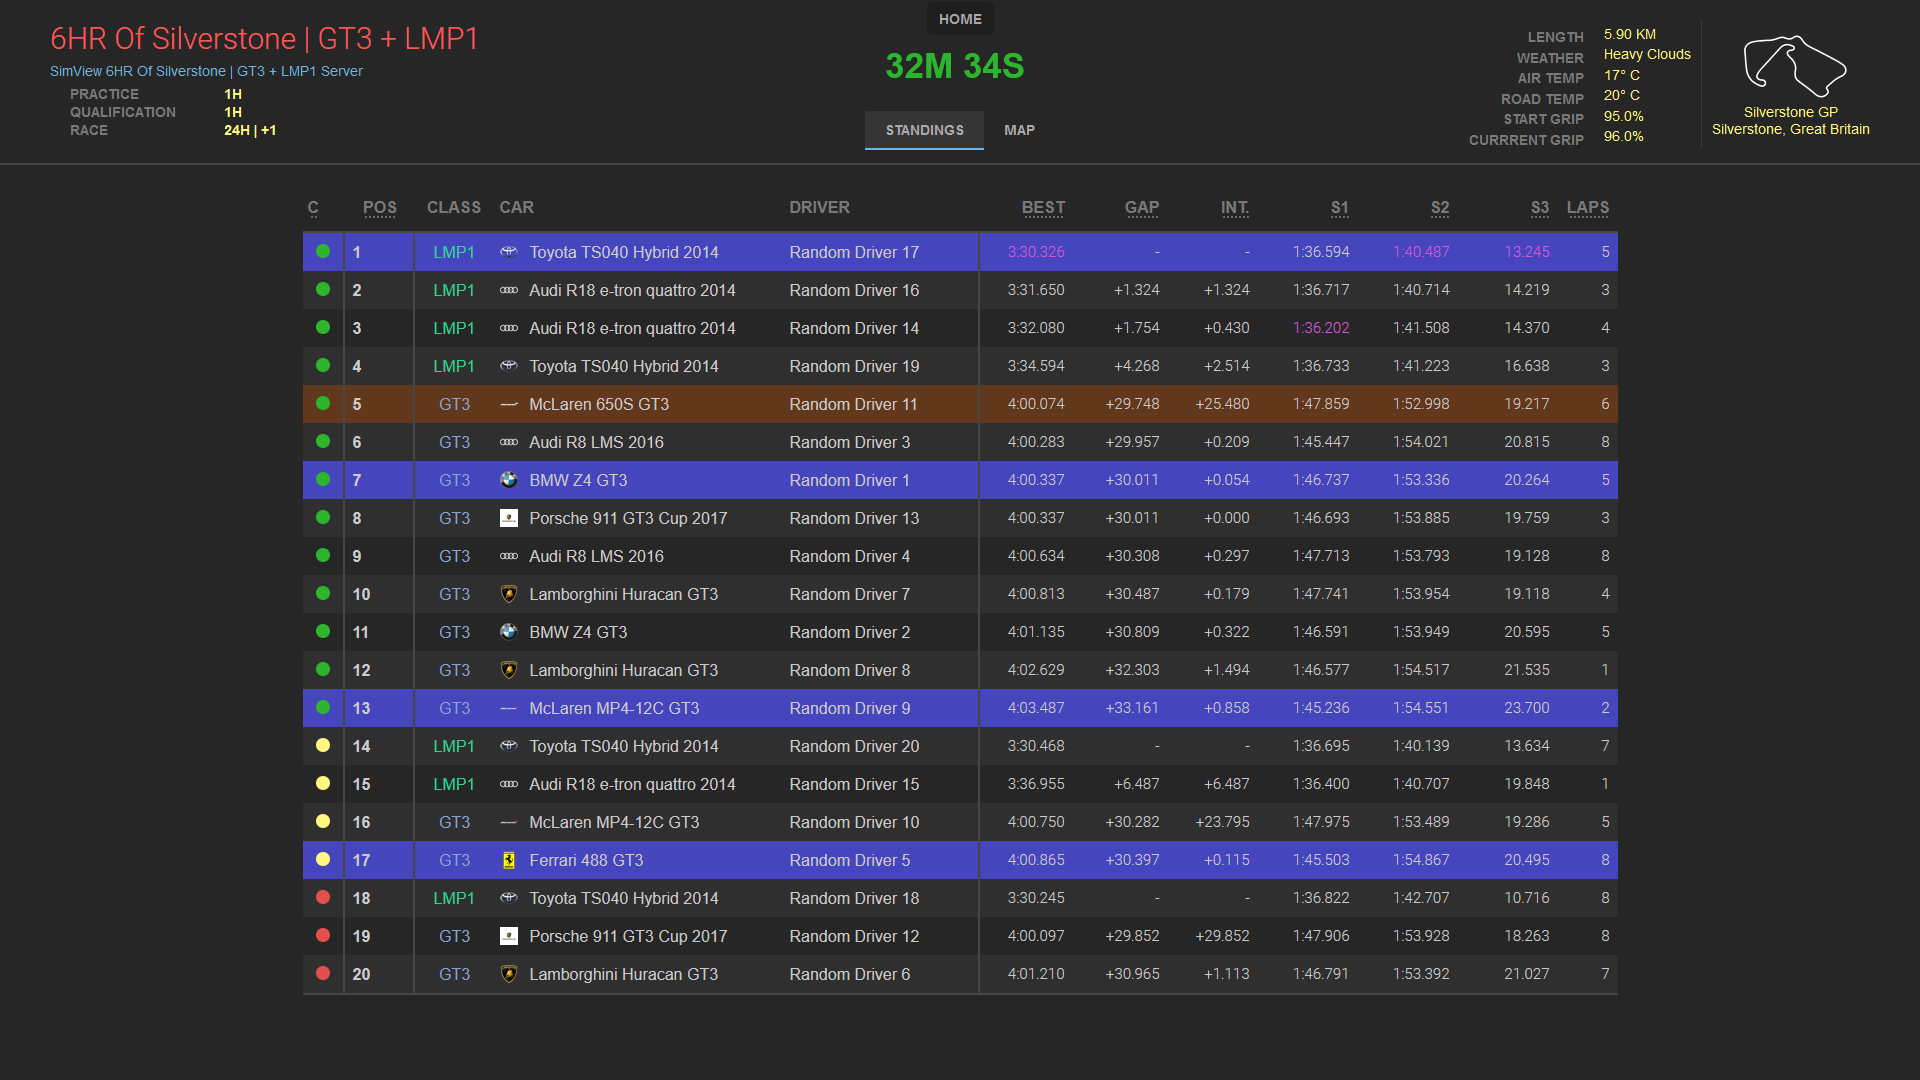 HOME
6HR Of Silverstone | GT3 + LMP1
SimView 6HR Of Silverstone | GT3 + LMP1 Server
PRACTICE 1H
QUALIFICATION 1H
RACE 24H | +1
32M 34S
STANDINGS MAP
LENGTH 5.90 KM
WEATHER Heavy Clouds
AIR TEMP 17° C
ROAD TEMP 20° C
START GRIP 95.0%
CURRRENT GRIP 96.0%
Silverstone GP
Silverstone, Great Britain
C POS CLASS CAR DRIVER BEST GAP INT. S1 S2 S3 LAPS
1 LMP1 Toyota TS040 Hybrid 2014 Random Driver 17 3:30.326 - - 1:36.594 1:40.487 13.245 5
2 LMP1 Audi R18 e-tron quattro 2014 Random Driver 16 3:31.650 +1.324 +1.324 1:36.717 1:40.714 14.219 3
3 LMP1 Audi R18 e-tron quattro 2014 Random Driver 14 3:32.080 +1.754 +0.430 1:36.202 1:41.508 14.370 4
4 LMP1 Toyota TS040 Hybrid 2014 Random Driver 19 3:34.594 +4.268 +2.514 1:36.733 1:41.223 16.638 3
5 GT3 McLaren 650S GT3 Random Driver 11 4:00.074 +29.748 +25.480 1:47.859 1:52.998 19.217 6
6 GT3 Audi R8 LMS 2016 Random Driver 3 4:00.283 +29.957 +0.209 1:45.447 1:54.021 20.815 8
7 GT3 BMW Z4 GT3 Random Driver 1 4:00.337 +30.011 +0.054 1:46.737 1:53.336 20.264 5
8 GT3 Porsche 911 GT3 Cup 2017 Random Driver 13 4:00.337 +30.011 +0.000 1:46.693 1:53.885 19.759 3
9 GT3 Audi R8 LMS 2016 Random Driver 4 4:00.634 +30.308 +0.297 1:47.713 1:53.793 19.128 8
10 GT3 Lamborghini Huracan GT3 Random Driver 7 4:00.813 +30.487 +0.179 1:47.741 1:53.954 19.118 4
11 GT3 BMW Z4 GT3 Random Driver 2 4:01.135 +30.809 +0.322 1:46.591 1:53.949 20.595 5
12 GT3 Lamborghini Huracan GT3 Random Driver 8 4:02.629 +32.303 +1.494 1:46.577 1:54.517 21.535 1
13 GT3 McLaren MP4-12C GT3 Random Driver 9 4:03.487 +33.161 +0.858 1:45.236 1:54.551 23.700 2
14 LMP1 Toyota TS040 Hybrid 2014 Random Driver 20 3:30.468 - - 1:36.695 1:40.139 13.634 7
15 LMP1 Audi R18 e-tron quattro 2014 Random Driver 15 3:36.955 +6.487 +6.487 1:36.400 1:40.707 19.848 1
16 GT3 McLaren MP4-12C GT3 Random Driver 10 4:00.750 +30.282 +23.795 1:47.975 1:53.489 19.286 5
17 GT3 Ferrari 488 GT3 Random Driver 5 4:00.865 +30.397 +0.115 1:45.503 1:54.867 20.495 8
18 LMP1 Toyota TS040 Hybrid 2014 Random Driver 18 3:30.245 - - 1:36.822 1:42.707 10.716 8
19 GT3 Porsche 911 GT3 Cup 2017 Random Driver 12 4:00.097 +29.852 +29.852 1:47.906 1:53.928 18.263 8
20 GT3 Lamborghini Huracan GT3 Random Driver 6 4:01.210 +30.965 +1.113 1:46.791 1:53.392 21.027 7